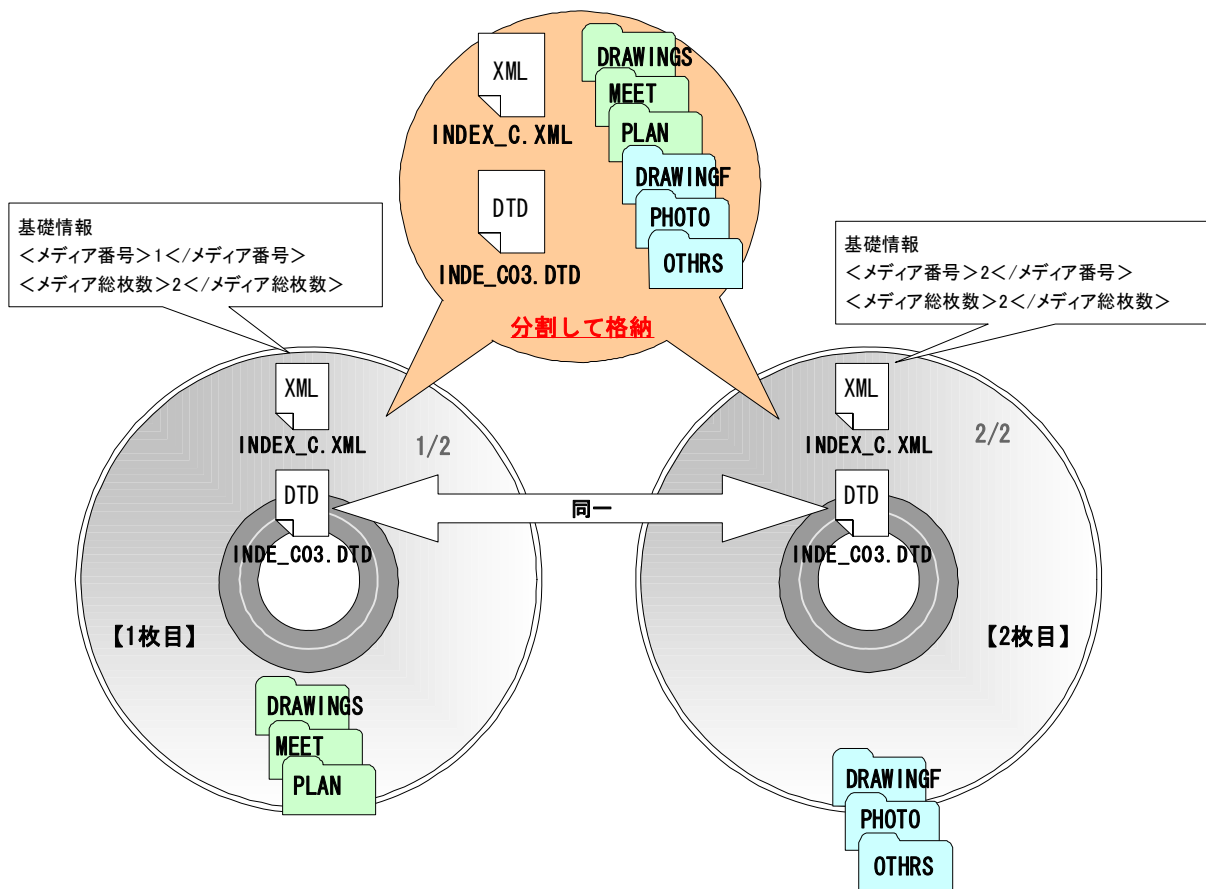 XML
INDEX_C.XML
DTD
INDE_C03.DTD
DRAWINGS
MEET
PLAN
DRAWINGF
PHOTO
OTHRS
分割して格納
基礎情報
<メディア番号>1</メディア番号>
<メディア総枚数>2</メディア総枚数>
基礎情報
<メディア番号>2</メディア番号>
<メディア総枚数>2</メディア総枚数>
XML
INDEX_C.XML
1/2
DTD
INDE_C03.DTD
【1枚目】
DRAWINGS
MEET
PLAN
同一
XML
INDEX_C.XML
2/2
DTD
INDE_C03.DTD
【2枚目】
DRAWINGF
PHOTO
OTHRS